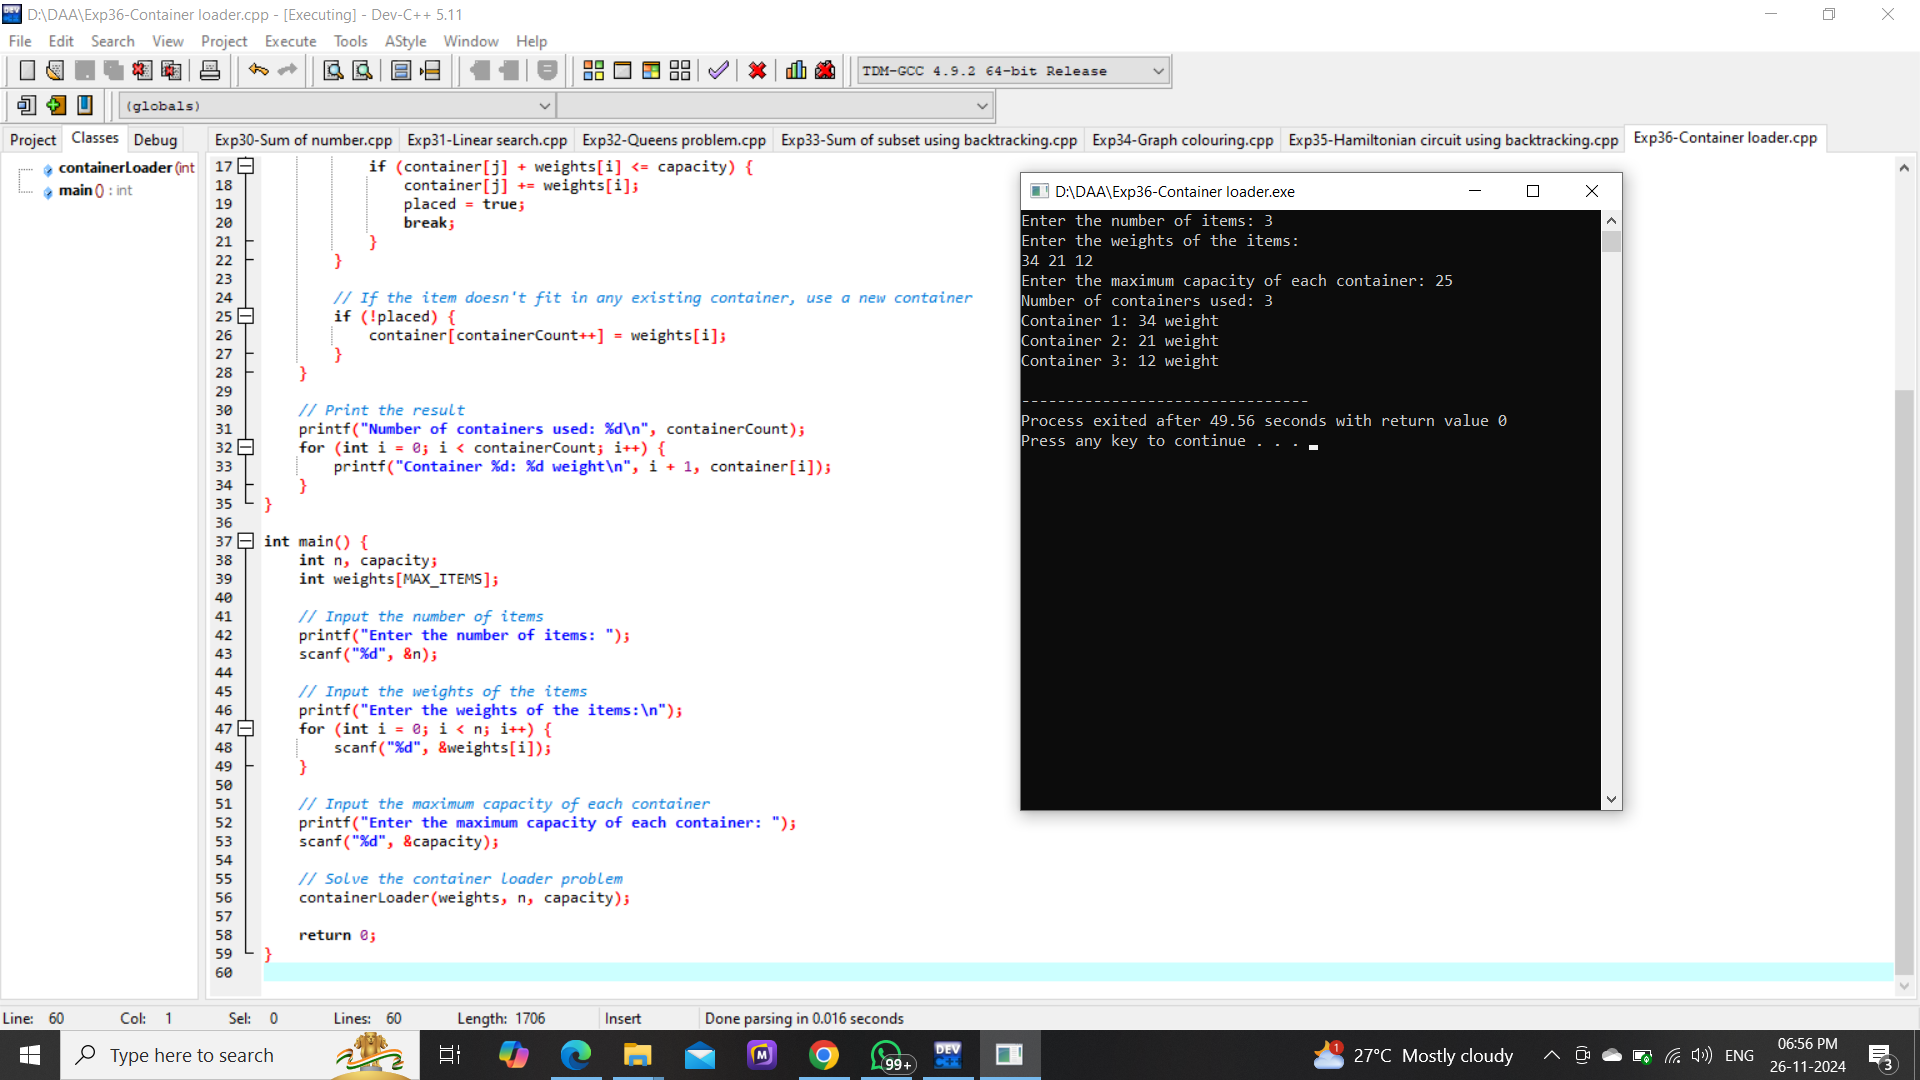 D:\DAA\Exp36-Container loader.cpp - [Executing] - Dev-C++ 5.11
File Edit Search View Project Execute Tools AStyle Window Help
TDM-GCC 4.9.2 64-bit Release
(globals)
Project Classes Debug
Exp30-Sum of number.cpp Exp31-Linear search.cpp Exp32-Queens problem.cpp Exp33-Sum of subset using backtracking.cpp Exp34-Graph colouring.cpp Exp35-Hamiltonian circuit using backtracking.cpp Exp36-Container loader.cpp
containerLoader (int
main () : int
17 if (container[j] + weights[i] <= capacity) {
18 container[j] += weights[i];
19 placed = true;
20 break;
21 }
22 }
23
24 // If the item doesn't fit in any existing container, use a new container
25 if (!placed) {
26 container[containerCount++] = weights[i];
27 }
28 }
29
30 // Print the result
31 printf("Number of containers used: %d\n", containerCount);
32 for (int i = 0; i < containerCount; i++) {
33 printf("Container %d: %d weight\n", i + 1, container[i]);
34 }
35 }
36
37 int main() {
38 int n, capacity;
39 int weights[MAX_ITEMS];
40
41 // Input the number of items
42 printf("Enter the number of items: ");
43 scanf("%d", &n);
44
45 // Input the weights of the items
46 printf("Enter the weights of the items:\n");
47 for (int i = 0; i < n; i++) {
48 scanf("%d", &weights[i]);
49 }
50
51 // Input the maximum capacity of each container
52 printf("Enter the maximum capacity of each container: ");
53 scanf("%d", &capacity);
54
55 // Solve the container loader problem
56 containerLoader(weights, n, capacity);
57
58 return 0;
59 }
60
D:\DAA\Exp36-Container loader.exe
Enter the number of items: 3
Enter the weights of the items:
34 21 12
Enter the maximum capacity of each container: 25
Number of containers used: 3
Container 1: 34 weight
Container 2: 21 weight
Container 3: 12 weight
--------------------------------
Process exited after 49.56 seconds with return value 0
Press any key to continue . . .
Line: 60 Col: 1 Sel: 0 Lines: 60 Length: 1706 Insert Done parsing in 0.016 seconds
Type here to search
99+
DEV
1
27°C Mostly cloudy
ENG
06:56 PM
26-11-2024
3